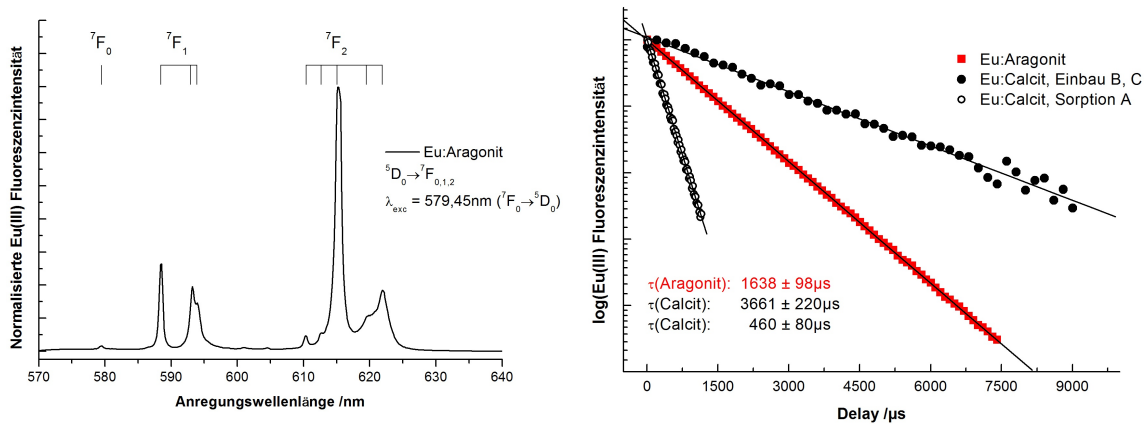 Normalisierte Eu(III) Fluoreszenzintensität
⁷F₀
⁷F₁
⁷F₂
Eu:Aragonit
⁵D₀→⁷F₀,₁,₂
λexc = 579,45nm (⁷F₀→⁵D₀)
570 580 590 600 610 620 630 640
Anregungswellenlänge /nm
log(Eu(III) Fluoreszenzintensität
Eu:Aragonit
Eu:Calcit, Einbau B, C
Eu:Calcit, Sorption A
τ(Aragonit): 1638 ± 98µs
τ(Calcit): 3661 ± 220µs
τ(Calcit): 460 ± 80µs
0 1500 3000 4500 6000 7500 9000
Delay /µs